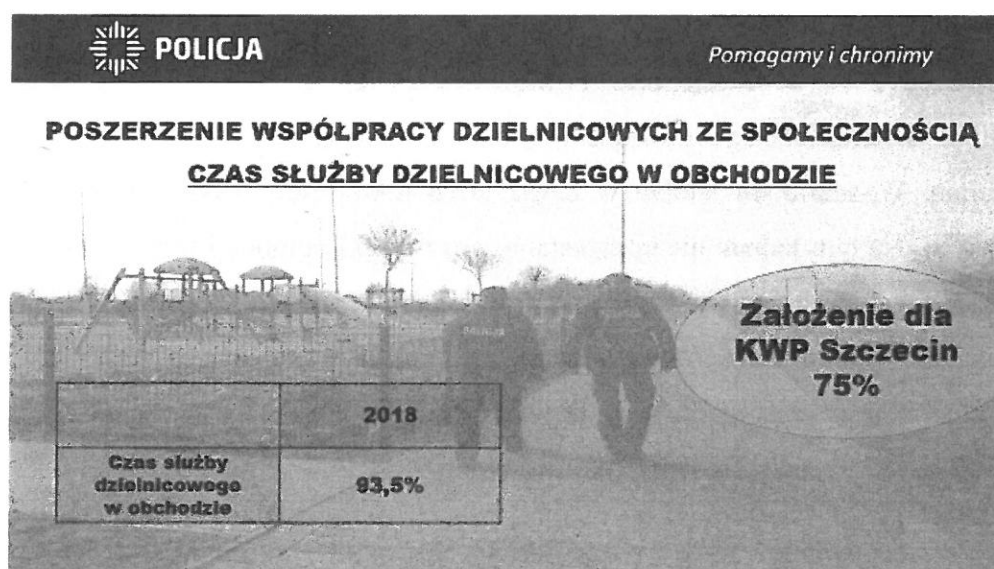 POLICJA
Pomagamy i chronimy
POSZERZENIE WSPÓŁPRACY DZIELNICOWYCH ZE SPOŁECZNOŚCIĄ
CZAS SŁUŻBY DZIELNICOWEGO W OBCHODZIE
Założenie dla
KWP Szczecin
75%
2018
Czas służby
dzielnicowego
w obchodzie
93,5%
POLICJA